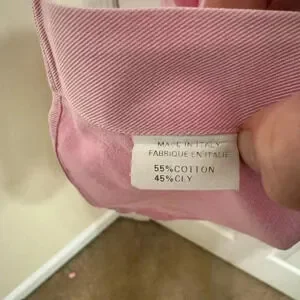 MADE IN ITALY
FABRIQUE EN ITALIE
55%COTTON
45%CLY